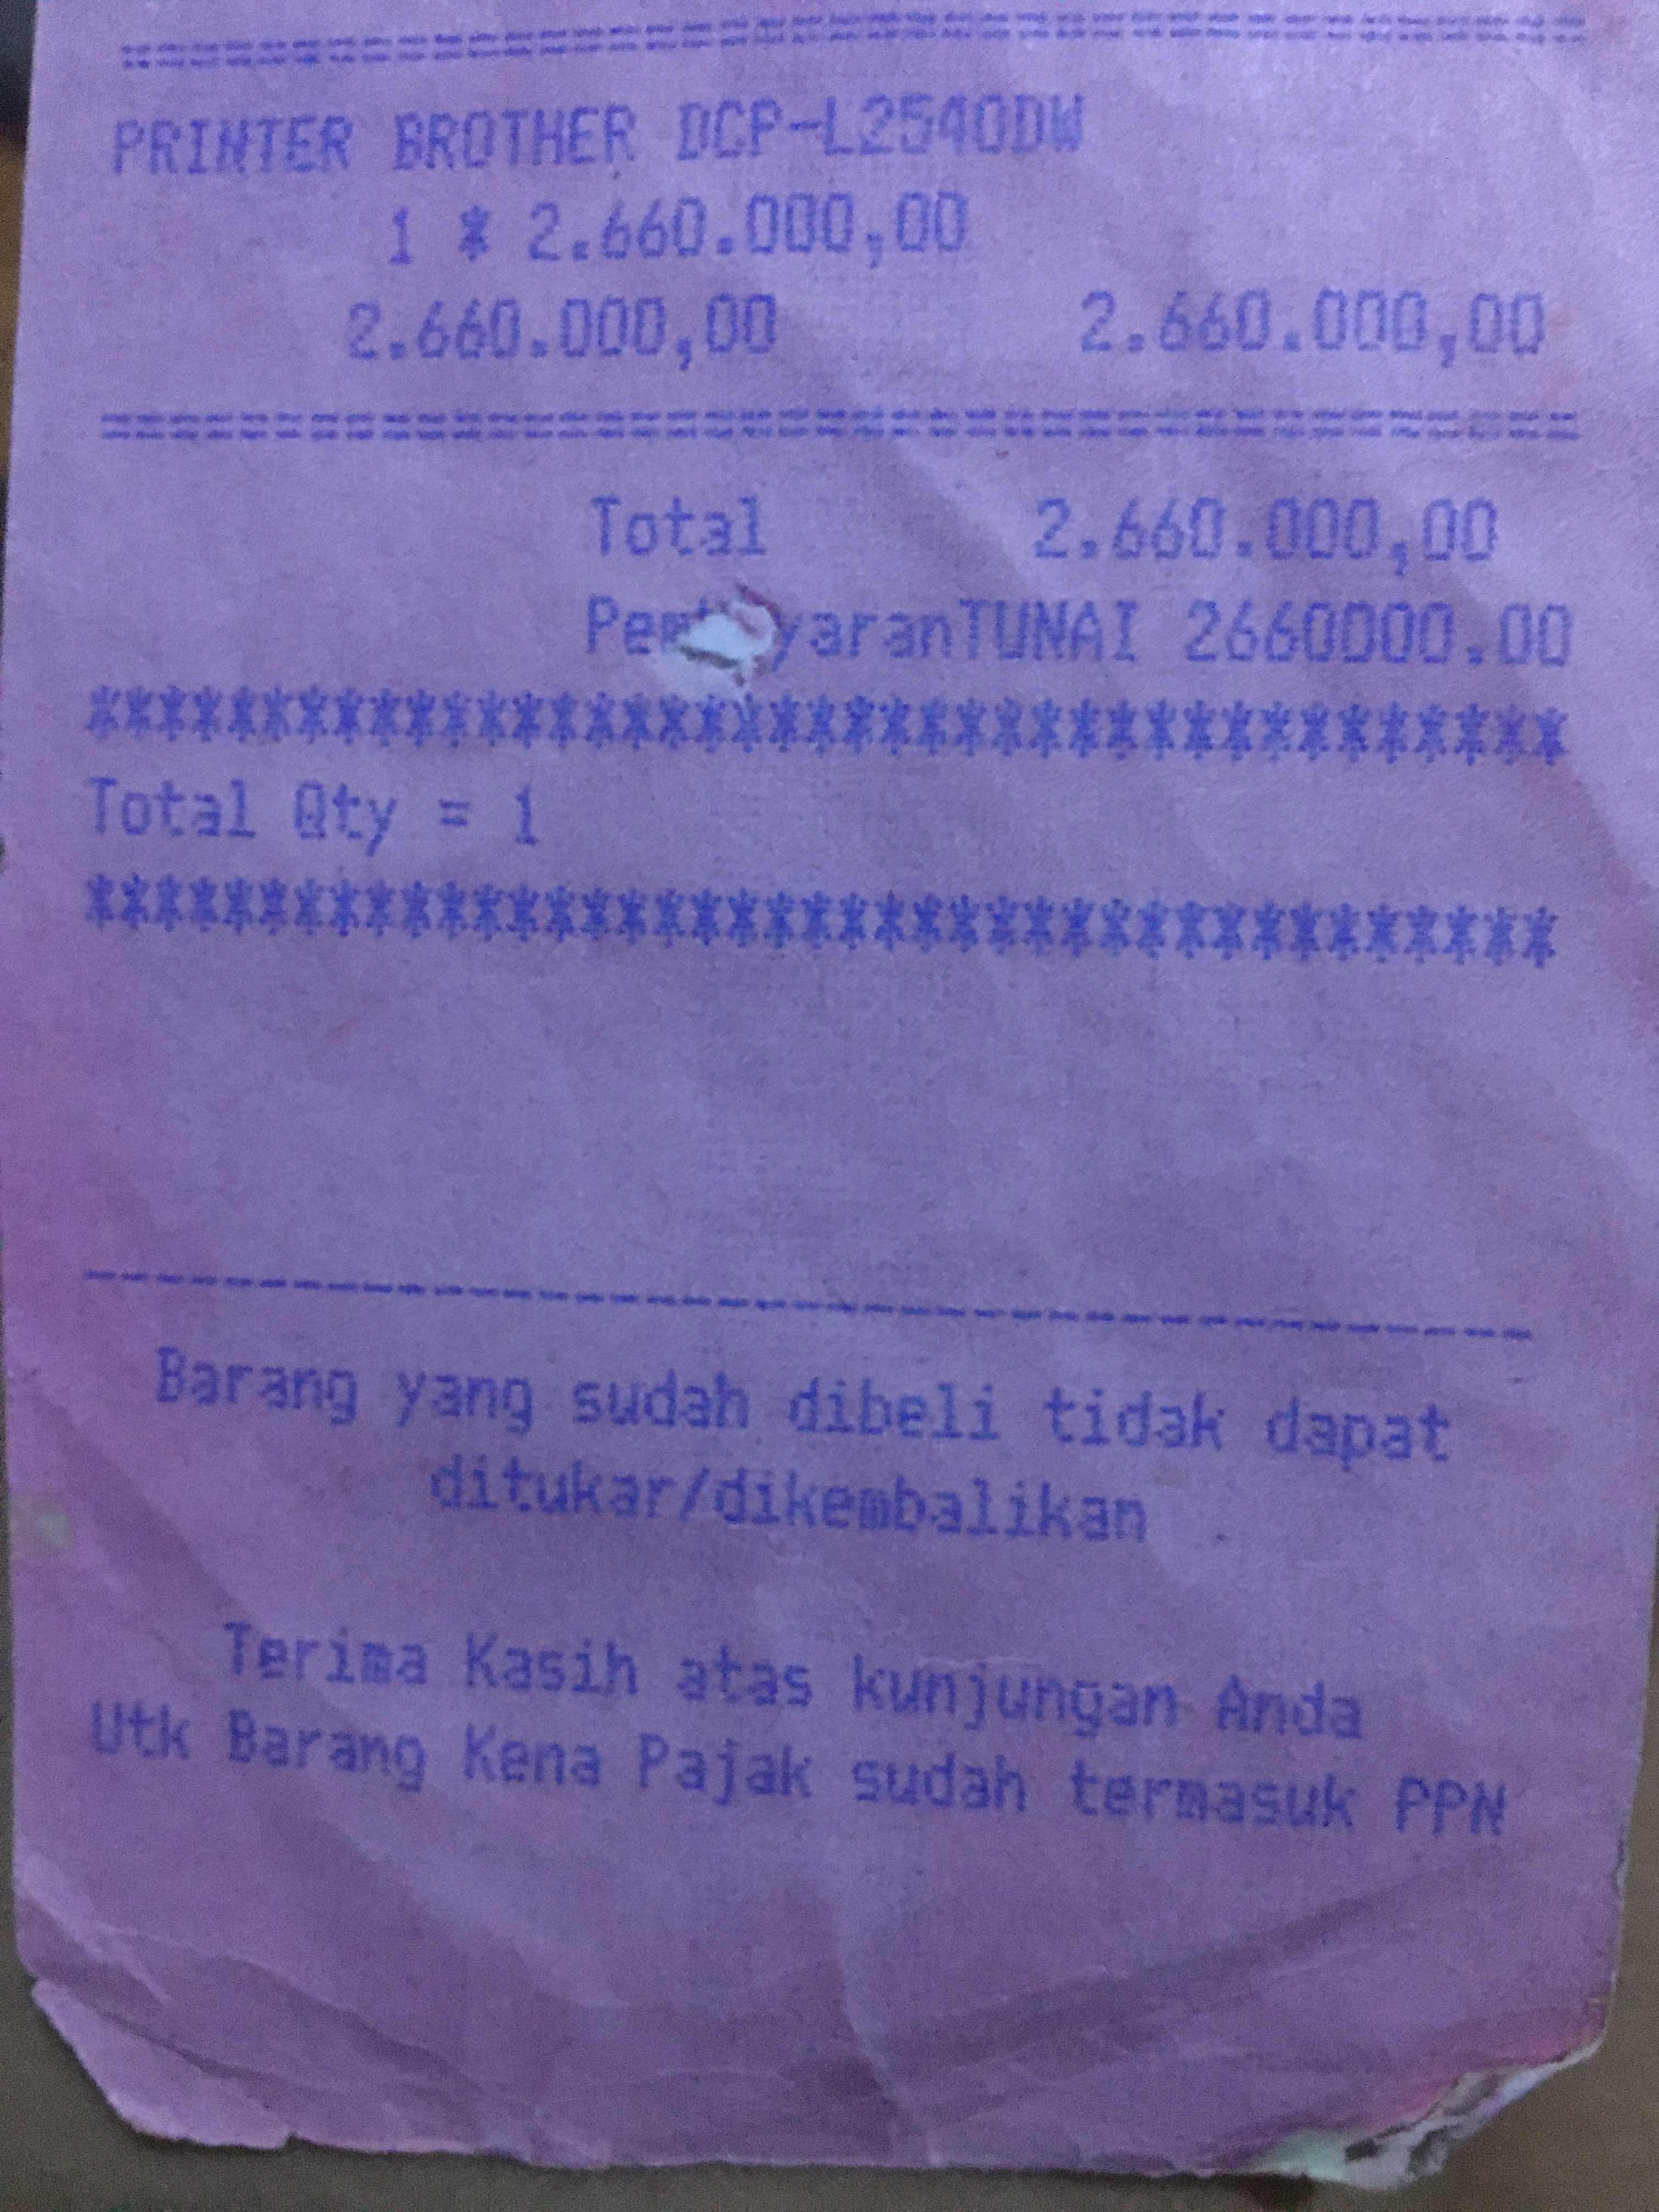 ========================================
PRINTER BROTHER DCP-L2540DW
1 * 2.660.000,00
2.660.000,00 2.660.000,00
========================================
Total 2.660.000,00
TUNAI 2660000.00
******************************************
Total Qty = 1
******************************************
------------------------------------------
Barang yang sudah dibeli tidak dapat
ditukar/dikembalikan
Terima Kasih atas kunjungan Anda
Utk Barang Kena Pajak sudah termasuk PPN